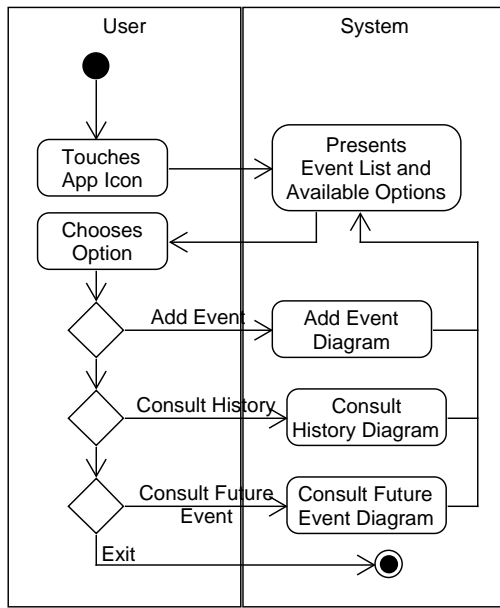 User
System
Touches
App Icon
Presents
Event List and
Available Options
Chooses
Option
Add Event
Add Event
Diagram
Consult History
Consult
History Diagram
Consult Future
Event
Consult Future
Event Diagram
Exit